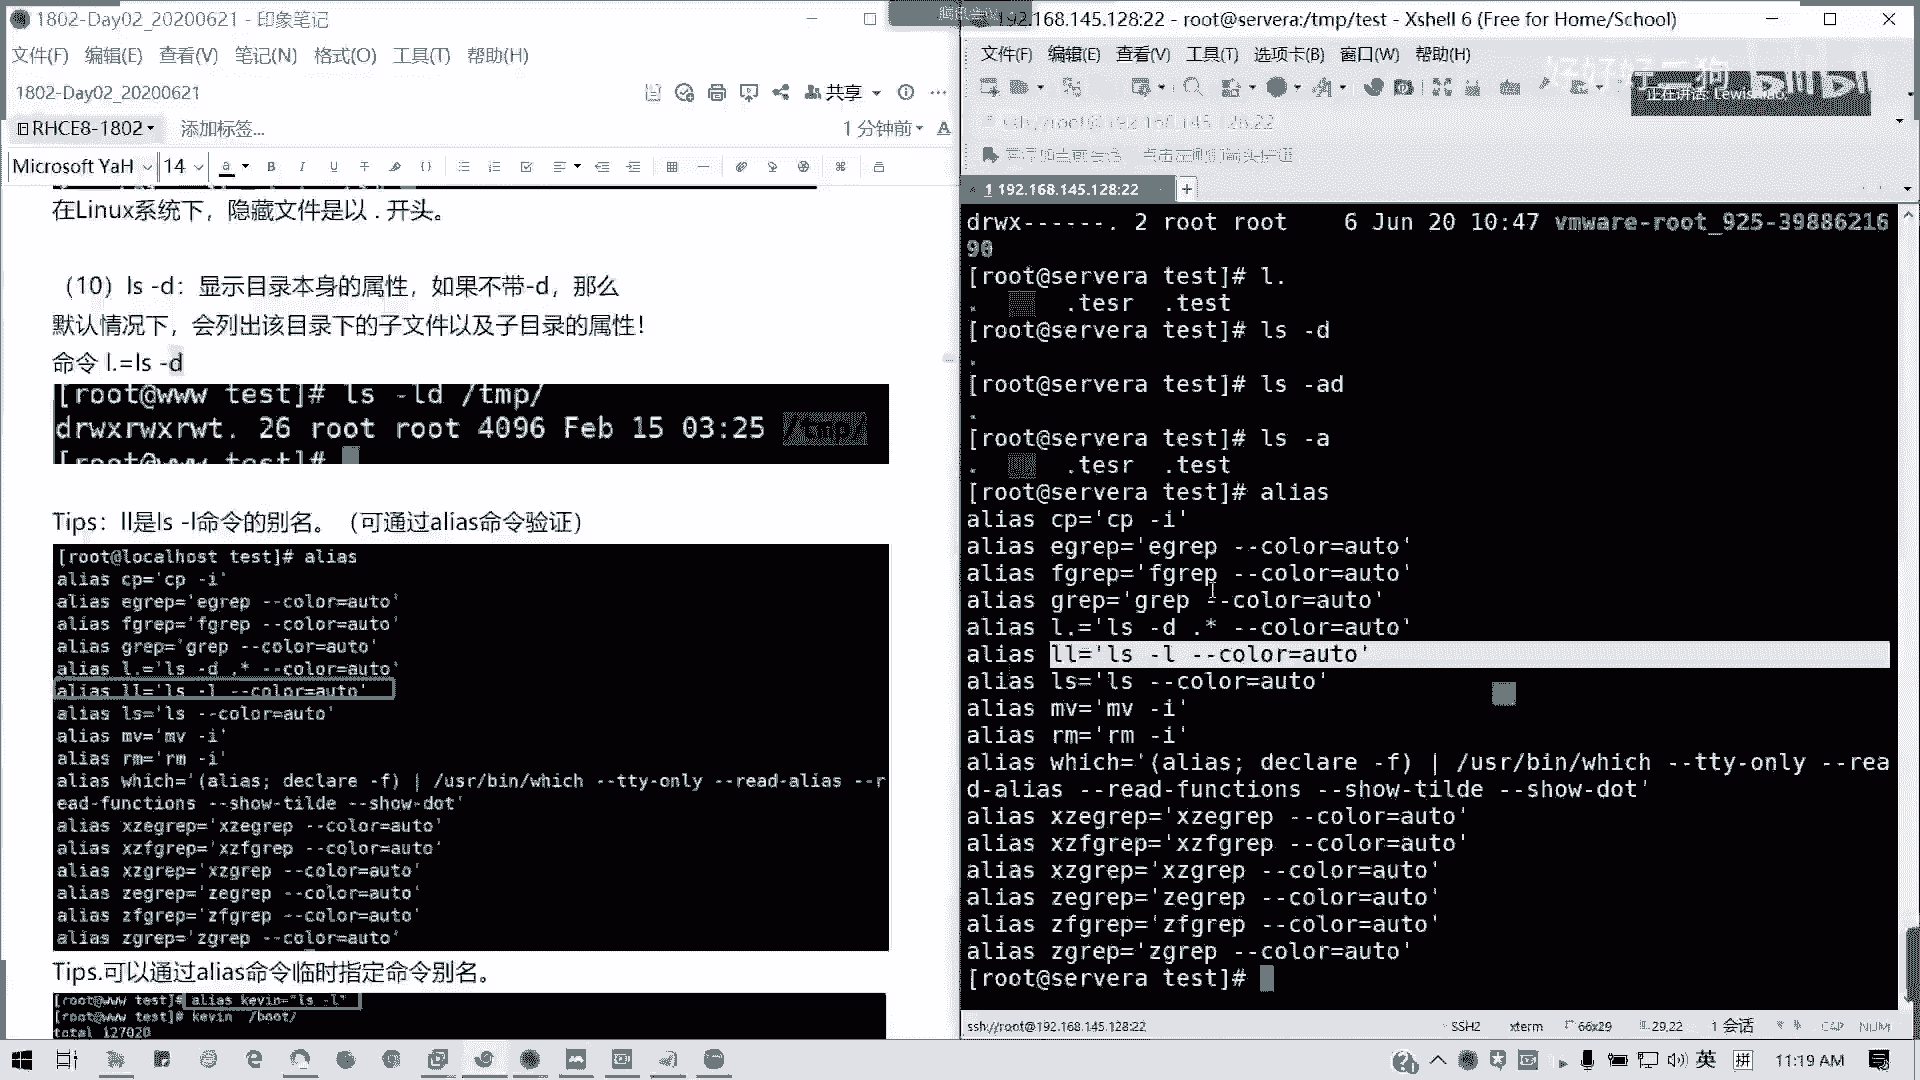 1802-Day02_20200621 - 印象笔记
文件(F) 编辑(E) 查看(V) 笔记(N) 格式(O) 工具(T) 帮助(H)
1802-Day02_20200621
共享
RHCE8-1802 添加标签...
1 分钟前
Microsoft YaH 14
在Linux系统下，隐藏文件是以 . 开头。
（10）ls -d：显示目录本身的属性，如果不带-d，那么
默认情况下，会列出该目录下的子文件以及子目录的属性！
命令 l.=ls -d
[root@www test]# ls -ld /tmp/
drwxrwxrwt. 26 root root 4096 Feb 15 03:25 /tmp/
[root@www test]#
Tips：ll是ls -l命令的别名。（可通过alias命令验证）
[root@localhost test]# alias
alias cp='cp -i'
alias egrep='egrep --color=auto'
alias fgrep='fgrep --color=auto'
alias grep='grep --color=auto'
alias l.='ls -d .* --color=auto'
alias ll='ls -l --color=auto'
alias ls='ls --color=auto'
alias mv='mv -i'
alias rm='rm -i'
alias which='(alias; declare -f) | /usr/bin/which --tty-only --read-alias --r
ead-functions --show-tilde --show-dot'
alias xzegrep='xzegrep --color=auto'
alias xzfgrep='xzfgrep --color=auto'
alias xzgrep='xzgrep --color=auto'
alias zegrep='zegrep --color=auto'
alias zfgrep='zfgrep --color=auto'
alias zgrep='zgrep --color=auto'
Tips.可以通过alias命令临时指定命令别名。
[root@www test]# alias kevin="ls -l"
[root@www test]# kevin /boot/
total 127020
192.168.145.128:22 - root@servera:/tmp/test - Xshell 6 (Free for Home/School)
文件(F) 编辑(E) 查看(V) 工具(T) 选项卡(B) 窗口(W) 帮助(H)
正在讲话: Lewis
ssh://root@192.168.145.128:22
1 192.168.145.128:22
drwx------. 2 root root 6 Jun 20 10:47 vmware-root_925-39886216
90
[root@servera test]# l.
. .tesr .test
[root@servera test]# ls -d
.
[root@servera test]# ls -ad
.
[root@servera test]# ls -a
. .tesr .test
[root@servera test]# alias
alias cp='cp -i'
alias egrep='egrep --color=auto'
alias fgrep='fgrep --color=auto'
alias grep='grep --color=auto'
alias l.='ls -d .* --color=auto'
alias ll='ls -l --color=auto'
alias ls='ls --color=auto'
alias mv='mv -i'
alias rm='rm -i'
alias which='(alias; declare -f) | /usr/bin/which --tty-only --rea
d-alias --read-functions --show-tilde --show-dot'
alias xzegrep='xzegrep --color=auto'
alias xzfgrep='xzfgrep --color=auto'
alias xzgrep='xzgrep --color=auto'
alias zegrep='zegrep --color=auto'
alias zfgrep='zfgrep --color=auto'
alias zgrep='zgrep --color=auto'
[root@servera test]#
ssh://root@192.168.145.128:22 SSH2 xterm 66x29 29,22 1 会话 CAP NUM
英 拼 11:19 AM